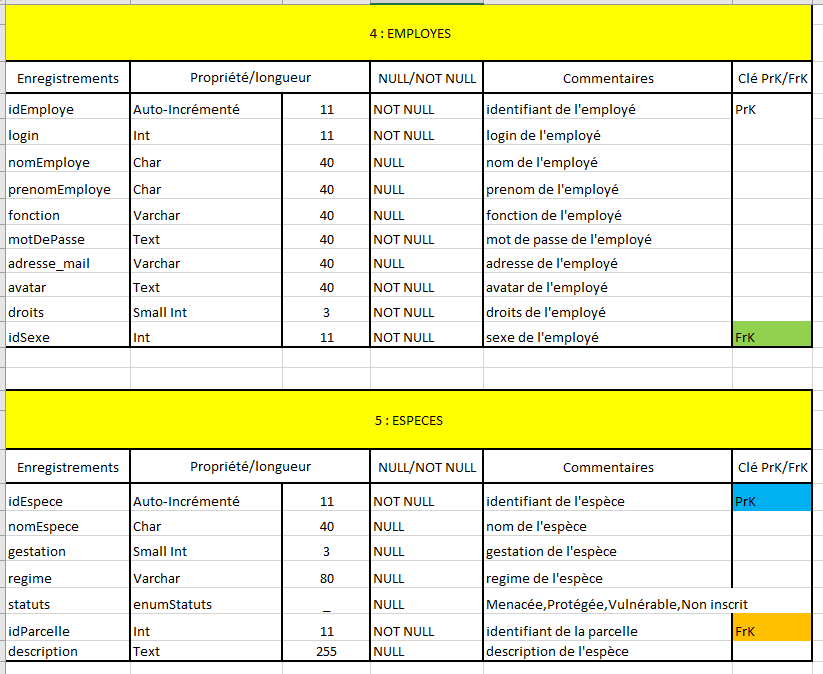 4 : EMPLOYES
Enregistrements Propriété/longueur NULL/NOT NULL Commentaires Clé PrK/FrK
idEmploye Auto-Incrémenté 11 NOT NULL identifiant de l'employé PrK
login Int 11 NOT NULL login de l'employé
nomEmploye Char 40 NULL nom de l'employé
prenomEmploye Char 40 NULL prenom de l'employé
fonction Varchar 40 NULL fonction de l'employé
motDePasse Text 40 NOT NULL mot de passe de l'employé
adresse_mail Varchar 40 NULL adresse de l'employé
avatar Text 40 NOT NULL avatar de l'employé
droits Small Int 3 NOT NULL droits de l'employé
idSexe Int 11 NOT NULL sexe de l'employé FrK
5 : ESPECES
Enregistrements Propriété/longueur NULL/NOT NULL Commentaires Clé PrK/FrK
idEspece Auto-Incrémenté 11 NOT NULL identifiant de l'espèce PrK
nomEspece Char 40 NULL nom de l'espèce
gestation Small Int 3 NULL gestation de l'espèce
regime Varchar 80 NULL regime de l'espèce
statuts enumStatuts _ NULL Menacée,Protégée,Vulnérable,Non inscrit
idParcelle Int 11 NOT NULL identifiant de la parcelle FrK
description Text 255 NULL description de l'espèce